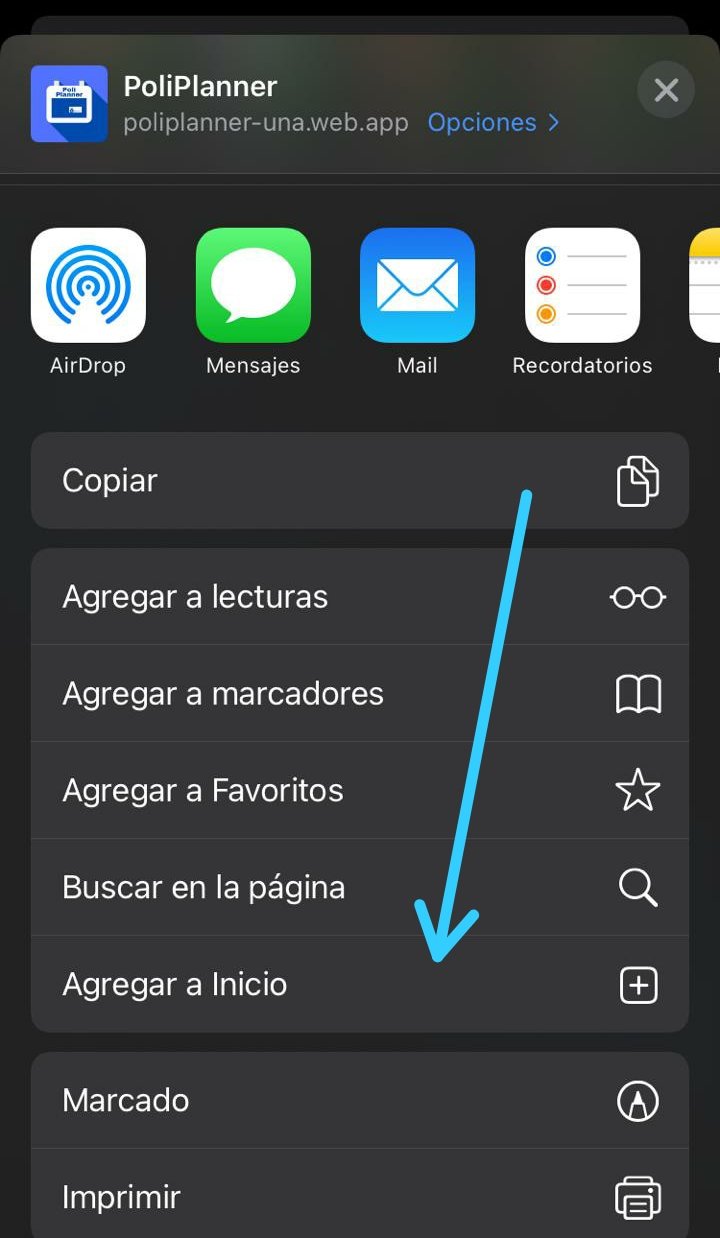 Poli
Planner
PoliPlanner
poliplanner-una.web.app Opciones >
AirDrop
Mensajes
Mail
Recordatorios
Copiar
Agregar a lecturas
Agregar a marcadores
Agregar a Favoritos
Buscar en la página
Agregar a Inicio
Marcado
Imprimir